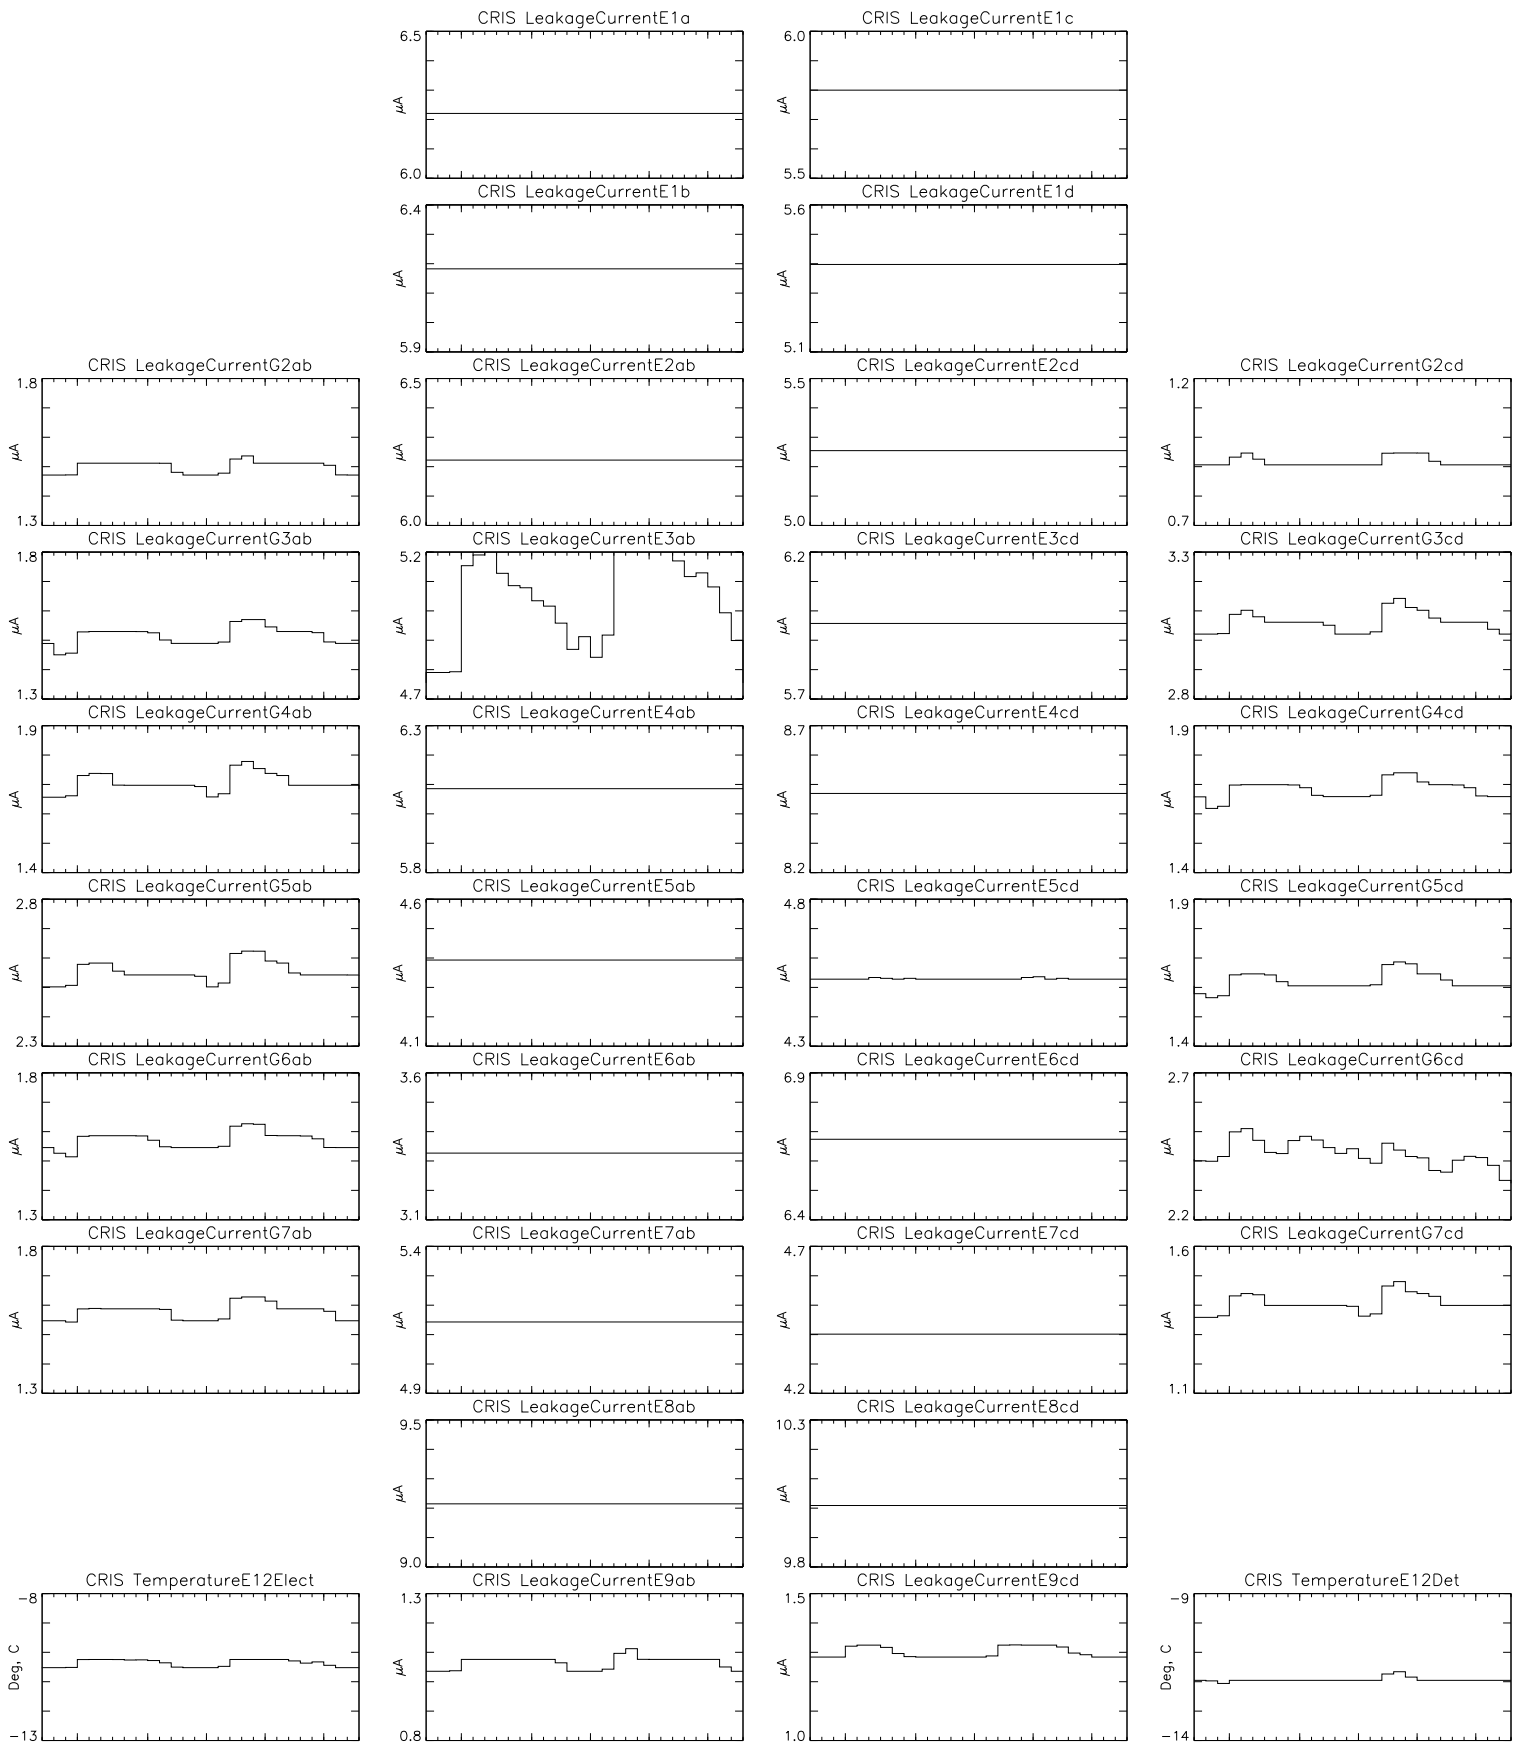 CRIS LeakageCurrentE1a
CRIS LeakageCurrentE1c
6.5
µA
6.0
6.0
µA
5.5
CRIS LeakageCurrentE1b
CRIS LeakageCurrentE1d
6.4
µA
5.9
5.6
µA
5.1
CRIS LeakageCurrentG2ab
CRIS LeakageCurrentE2ab
CRIS LeakageCurrentE2cd
CRIS LeakageCurrentG2cd
1.8
µA
1.3
6.5
µA
6.0
5.5
µA
5.0
1.2
µA
0.7
CRIS LeakageCurrentG3ab
CRIS LeakageCurrentE3ab
CRIS LeakageCurrentE3cd
CRIS LeakageCurrentG3cd
1.8
µA
1.3
5.2
µA
4.7
6.2
µA
5.7
3.3
µA
2.8
CRIS LeakageCurrentG4ab
CRIS LeakageCurrentE4ab
CRIS LeakageCurrentE4cd
CRIS LeakageCurrentG4cd
1.9
µA
1.4
6.3
µA
5.8
8.7
µA
8.2
1.9
µA
1.4
CRIS LeakageCurrentG5ab
CRIS LeakageCurrentE5ab
CRIS LeakageCurrentE5cd
CRIS LeakageCurrentG5cd
2.8
µA
2.3
4.6
µA
4.1
4.8
µA
4.3
1.9
µA
1.4
CRIS LeakageCurrentG6ab
CRIS LeakageCurrentE6ab
CRIS LeakageCurrentE6cd
CRIS LeakageCurrentG6cd
1.8
µA
1.3
3.6
µA
3.1
6.9
µA
6.4
2.7
µA
2.2
CRIS LeakageCurrentG7ab
CRIS LeakageCurrentE7ab
CRIS LeakageCurrentE7cd
CRIS LeakageCurrentG7cd
1.8
µA
1.3
5.4
µA
4.9
4.7
µA
4.2
1.6
µA
1.1
CRIS LeakageCurrentE8ab
CRIS LeakageCurrentE8cd
9.5
µA
9.0
10.3
µA
9.8
CRIS TemperatureE12Elect
CRIS LeakageCurrentE9ab
CRIS LeakageCurrentE9cd
CRIS TemperatureE12Det
-8
Deg, C
-13
1.3
µA
0.8
1.5
µA
1.0
-9
Deg, C
-14